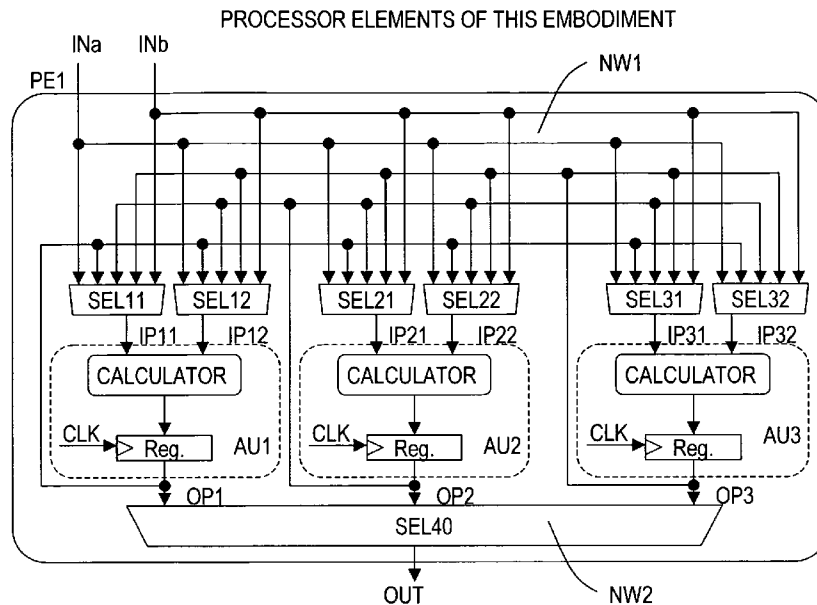 PROCESSOR ELEMENTS OF THIS EMBODIMENT
INa INb
PE1 NW1
SEL11 SEL12 SEL21 SEL22 SEL31 SEL32
IP11 IP12 IP21 IP22 IP31 IP32
CALCULATOR CALCULATOR CALCULATOR
CLK Reg. AU1 CLK Reg. AU2 CLK Reg. AU3
OP1 OP2 OP3
SEL40
OUT NW2